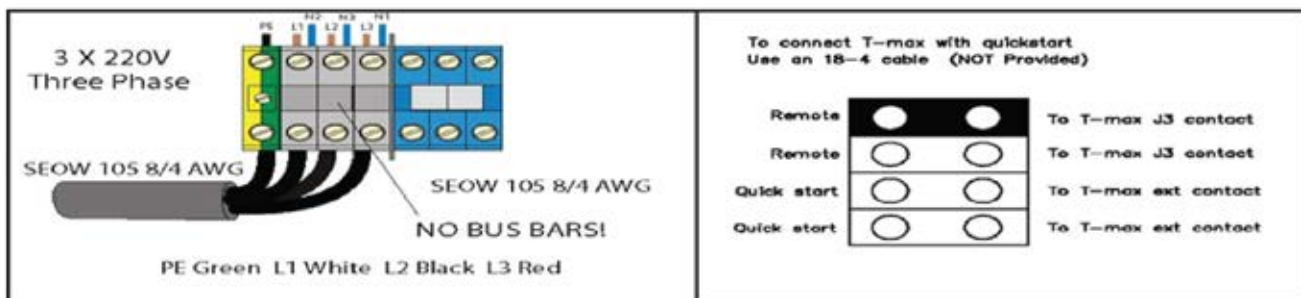 PE L1 N2 L2 N3 L3 N1
3 X 220V
Three Phase
SEOW 105 8/4 AWG
SEOW 105 8/4 AWG
NO BUS BARS!
PE Green L1 White L2 Black L3 Red
To connect T-max with quickstart
Use an 18-4 cable (NOT Provided)
Remote To T-max J3 contact
Remote To T-max J3 contact
Quick start To T-max ext contact
Quick start To T-max ext contact